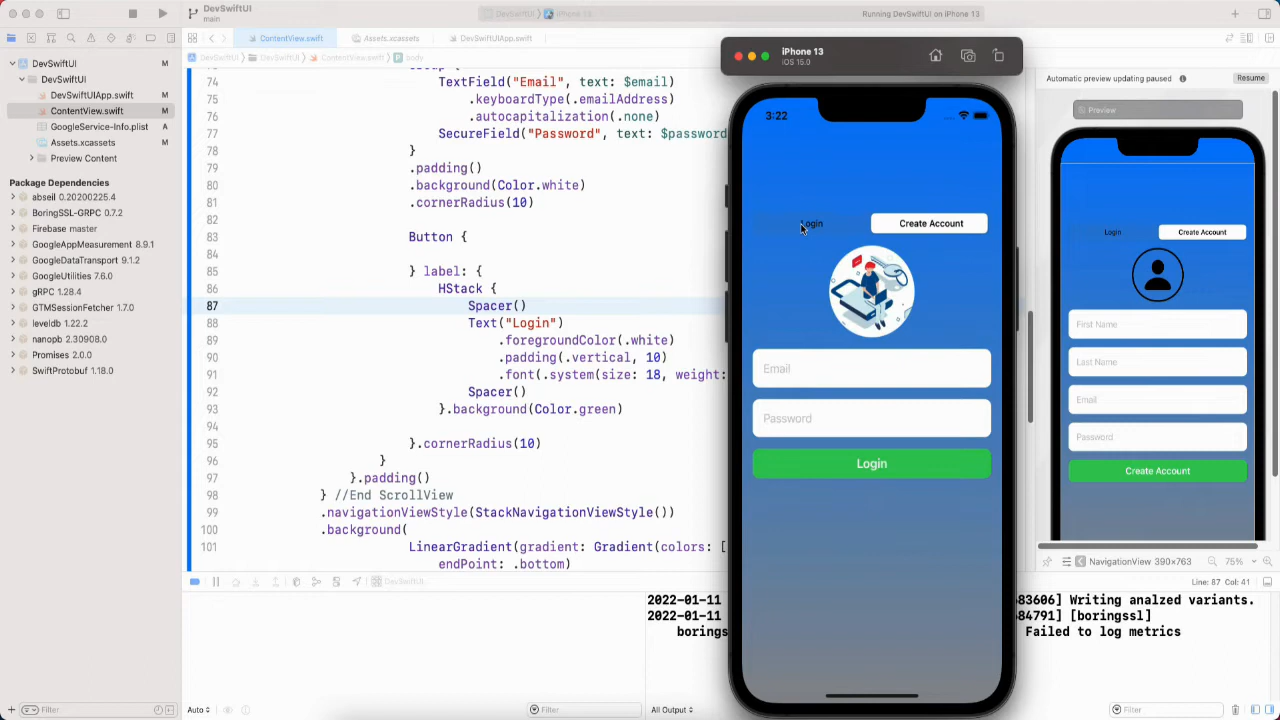 DevSwiftUI
main
DevSwiftUI
iPhone 13
Running DevSwiftUI on iPhone 13
ContentView.swift
Assets.xcassets
DevSwiftUIApp.swift
DevSwiftUI
DevSwiftUI
ContentView.swift
body
DevSwiftUI M
DevSwiftUI
DevSwiftUIApp.swift M
ContentView.swift M
GoogleService-Info.plist M
Assets.xcassets M
Preview Content
Package Dependencies
abseil 0.20200225.4
BoringSSL-GRPC 0.7.2
Firebase master
GoogleAppMeasurement 8.9.1
GoogleDataTransport 9.1.2
GoogleUtilities 7.6.0
gRPC 1.28.4
GTMSessionFetcher 1.7.0
leveldb 1.22.2
nanopb 2.30908.0
Promises 2.0.0
SwiftProtobuf 1.18.0
Filter
74 TextField("Email", text: $email)
75 .keyboardType(.emailAddress)
76 .autocapitalization(.none)
77 SecureField("Password", text: $password
78 }
79 .padding()
80 .background(Color.white)
81 .cornerRadius(10)
82
83 Button {
84
85 } label: {
86 HStack {
87 Spacer()
88 Text("Login")
89 .foregroundColor(.white)
90 .padding(.vertical, 10)
91 .font(.system(size: 18, weight:
92 Spacer()
93 }.background(Color.green)
94
95 }.cornerRadius(10)
96 }
97 }.padding()
98 } //End ScrollView
99 .navigationViewStyle(StackNavigationViewStyle())
100 .background(
101 LinearGradient(gradient: Gradient(colors: [
endPoint: .bottom)
DevSwiftUI
Auto
Filter
2022-01-11
2022-01-11
borings
All Output
683606] Writing analzed variants.
84791] [boringssl]
Failed to log metrics
Filter
iPhone 13
iOS 15.0
3:22
Login
Create Account
Email
Password
Login
Automatic preview updating paused
Resume
Preview
Login
Create Account
First Name
Last Name
Email
Password
Create Account
NavigationView 390×763
75%
Line: 87 Col: 41